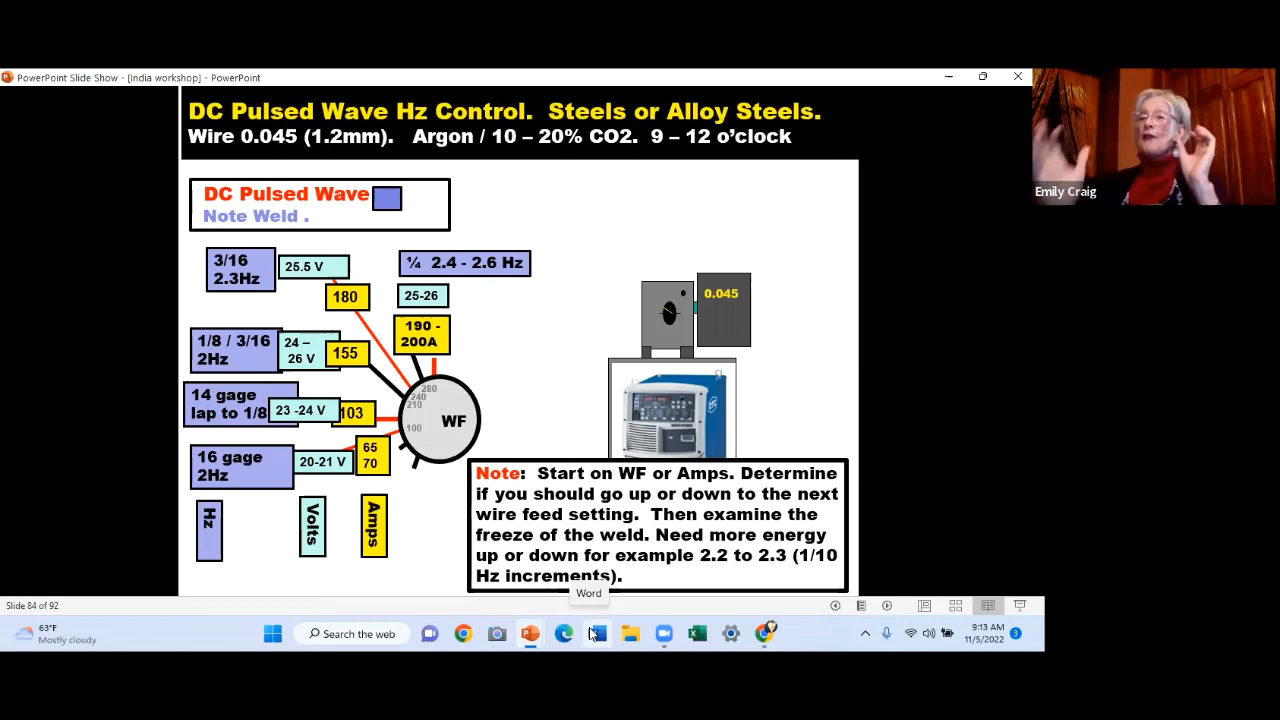 PowerPoint Slide Show - [India workshop] - PowerPoint
DC Pulsed Wave Hz Control. Steels or Alloy Steels.
Wire 0.045 (1.2mm). Argon / 10 – 20% CO2. 9 – 12 o'clock
DC Pulsed Wave
Note Weld .
3/16
2.3Hz
25.5 V
180
¼ 2.4 - 2.6 Hz
25-26
190 -
200A
1/8 / 3/16
2Hz
24 –
26 V
155
14 gage
lap to 1/8
23 -24 V
103
16 gage
2Hz
20-21 V
65
70
280
240
210
100
WF
Hz
Volts
Amps
0.045
Note: Start on WF or Amps. Determine
if you should go up or down to the next
wire feed setting. Then examine the
freeze of the weld. Need more energy
up or down for example 2.2 to 2.3 (1/10
Hz increments).
Word
Emily Craig
Slide 84 of 92
63°F
Mostly cloudy
Search the web
9:13 AM
11/5/2022
3